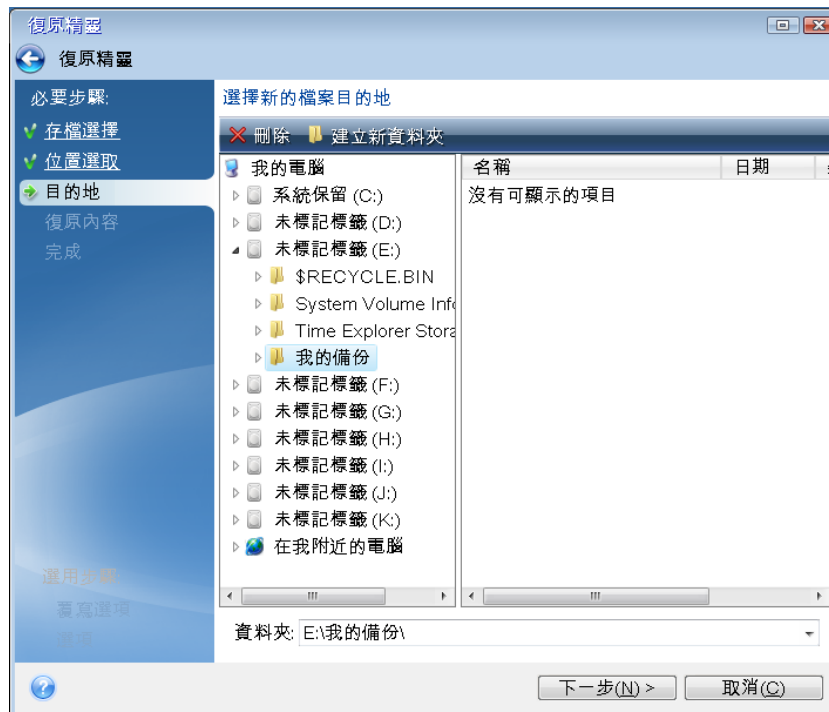 復原精靈
復原精靈
必要步驟:
存檔選擇
位置選取
目的地
復原內容
完成
選用步驟:
覆寫選項
選項
選擇新的檔案目的地
刪除 建立新資料夾
我的電腦
系統保留 (C:)
未標記標籤 (D:)
未標記標籤 (E:)
$RECYCLE.BIN
System Volume Info
Time Explorer Stora
我的備份
未標記標籤 (F:)
未標記標籤 (G:)
未標記標籤 (H:)
未標記標籤 (I:)
未標記標籤 (J:)
未標記標籤 (K:)
在我附近的電腦
名稱 日期
沒有可顯示的項目
資料夾: E:\我的備份\
下一步(N) > 取消(C)